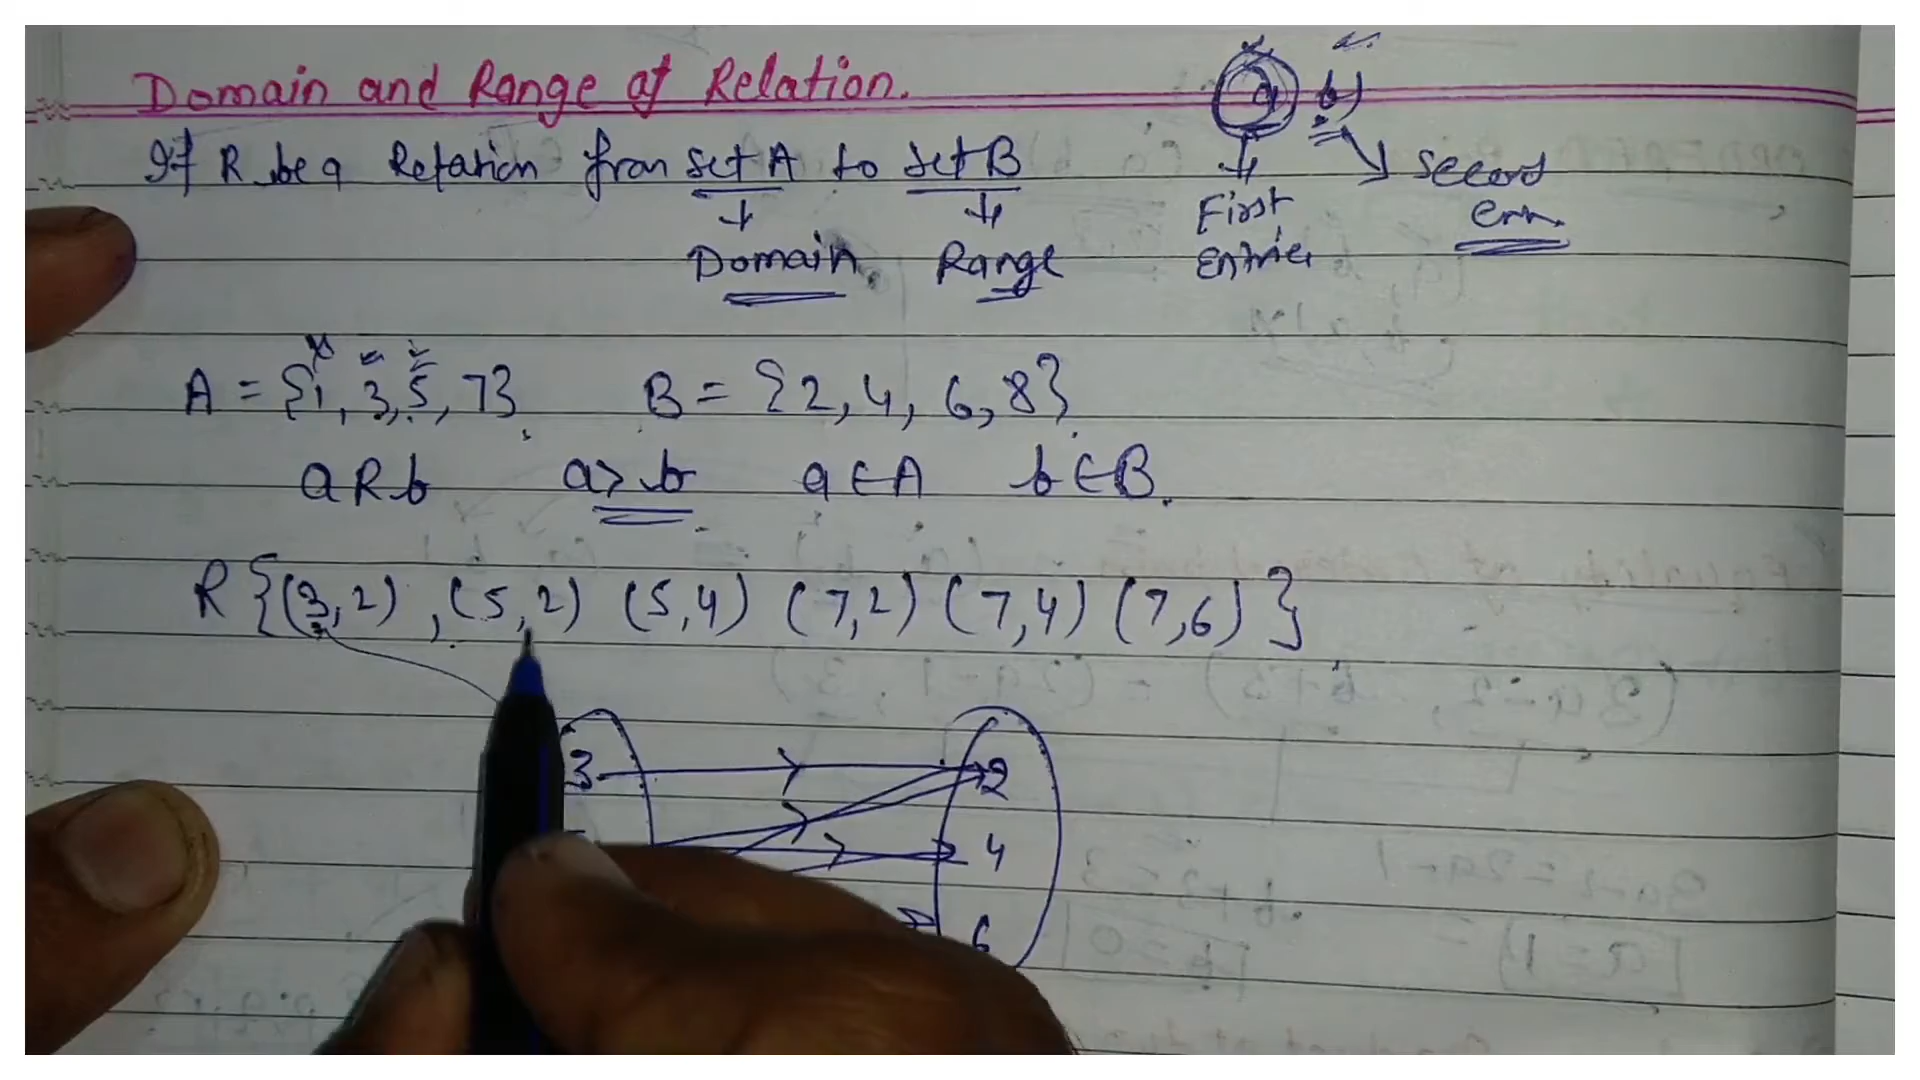 Domain and Range of Relation.
(a, b)
If R be a Relation from set A to set B
Second
First
Domain. Range
Entries
A = {1, 3, 5, 7} B = {2, 4, 6, 8}
a R b a > b a ∈ A b ∈ B.
R {(3,2) , (5,2) (5,4) (7,2) (7,4) (7,6) }
3 2
4
6